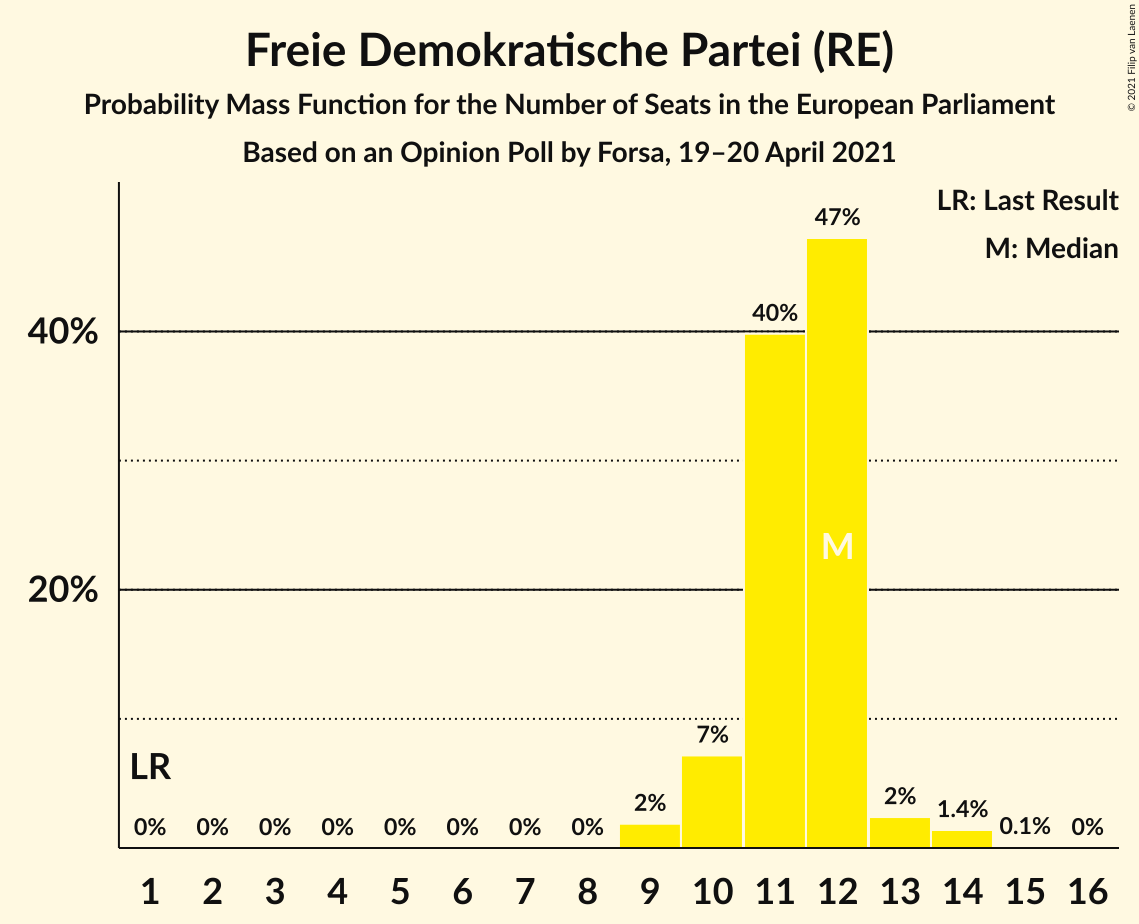 Freie Demokratische Partei (RE)
Probability Mass Function for the Number of Seats in the European Parliament
Based on an Opinion Poll by Forsa, 19–20 April 2021
© 2021 Filip van Laenen
LR: Last Result
M: Median
47%
40%
40%
M
20%
7%
LR
2%
2%
1.4%
0% 0% 0% 0% 0% 0% 0% 0% 0.1% 0%
1 2 3 4 5 6 7 8 9 10 11 12 13 14 15 16